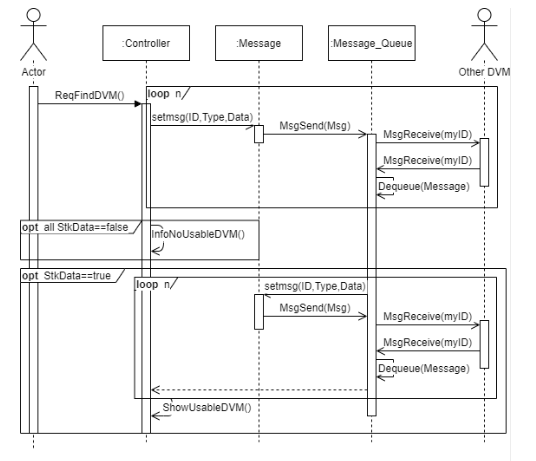 :Controller
:Message
:Message_Queue
Actor
Other DVM
ReqFindDVM()
loop n
setmsg(ID,Type,Data)
MsgSend(Msg)
MsgReceive(myID)
MsgReceive(myID)
Dequeue(Message)
opt all StkData==false
InfoNoUsableDVM()
opt StkData==true
loop n
setmsg(ID,Type,Data)
MsgSend(Msg)
MsgReceive(myID)
MsgReceive(myID)
Dequeue(Message)
ShowUsableDVM()